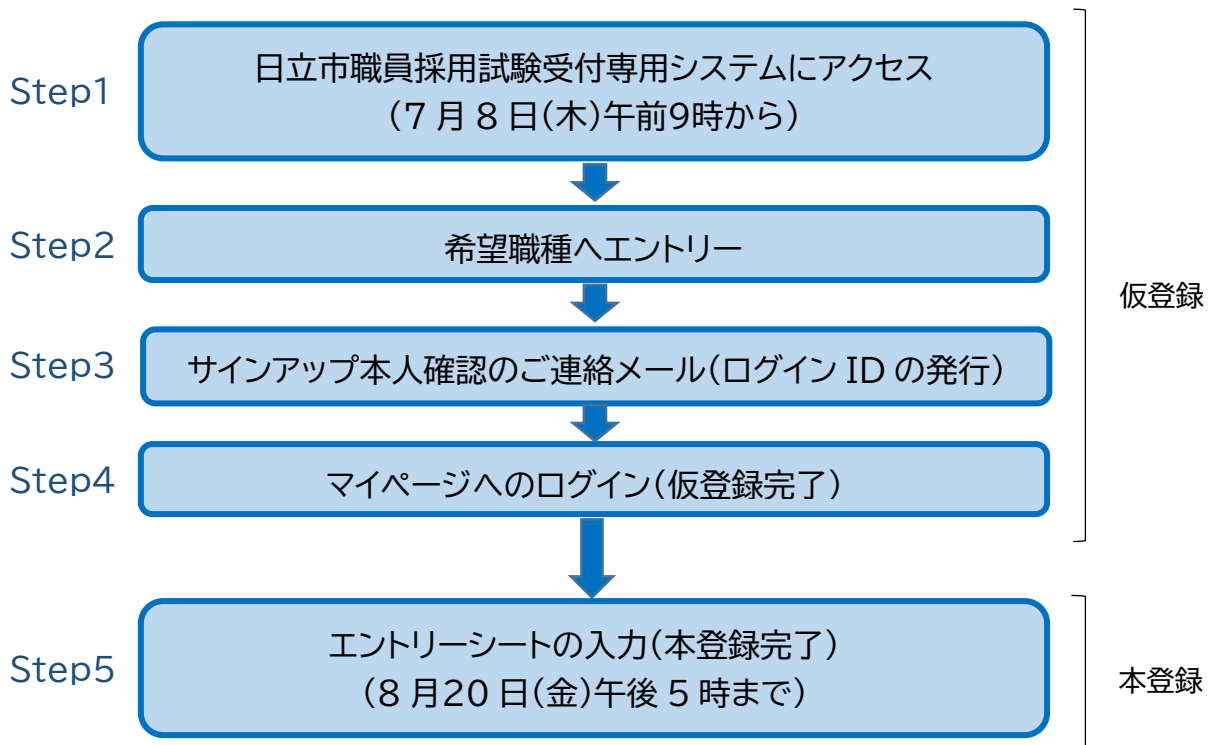 Step1
日立市職員採用試験受付専用システムにアクセス
(7 月 8 日(木)午前9時から)
Step2
希望職種へエントリー
仮登録
Step3
サインアップ本人確認のご連絡メール(ログイン ID の発行)
Step4
マイページへのログイン(仮登録完了)
Step5
エントリーシートの入力(本登録完了)
(8 月20 日(金)午後 5 時まで)
本登録